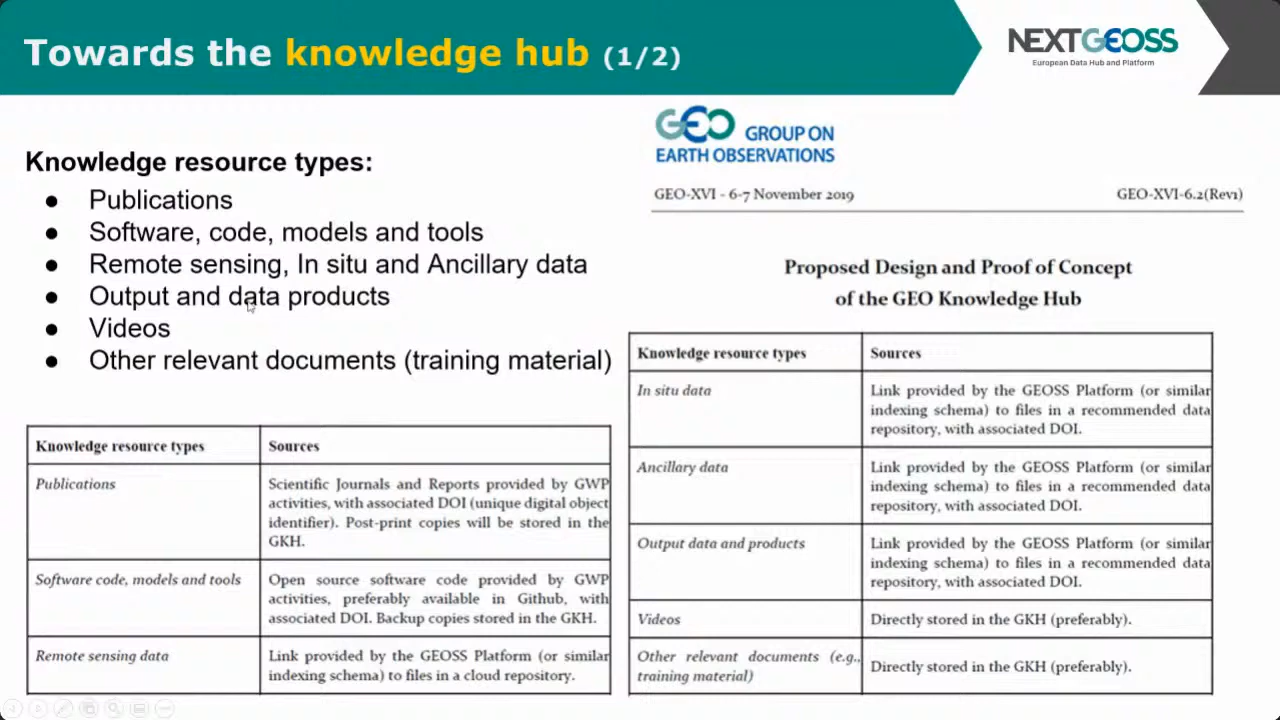 Towards the knowledge hub (1/2)
NEXTGEOSS
European Data Hub and Platform
Knowledge resource types:
● Publications
● Software, code, models and tools
● Remote sensing, In situ and Ancillary data
● Output and data products
● Videos
● Other relevant documents (training material)
Knowledge resource types Sources
Publications Scientific Journals and Reports provided by GWP
activities, with associated DOI (unique digital object
identifier). Post-print copies will be stored in the
GKH.
Software code, models and tools Open source software code provided by GWP
activities, preferably available in Github, with
associated DOI. Backup copies stored in the GKH.
Remote sensing data Link provided by the GEOSS Platform (or similar
indexing schema) to files in a cloud repository.
GEO GROUP ON
EARTH OBSERVATIONS
GEO-XVI - 6-7 November 2019 GEO-XVI-6.2(Rev1)
Proposed Design and Proof of Concept
of the GEO Knowledge Hub
Knowledge resource types Sources
In situ data Link provided by the GEOSS Platform (or similar
indexing schema) to files in a recommended data
repository, with associated DOI.
Ancillary data Link provided by the GEOSS Platform (or similar
indexing schema) to files in a recommended data
repository, with associated DOI.
Output data and products Link provided by the GEOSS Platform (or similar
indexing schema) to files in a recommended data
repository, with associated DOI.
Videos Directly stored in the GKH (preferably).
Other relevant documents (e.g.,
training material) Directly stored in the GKH (preferably).